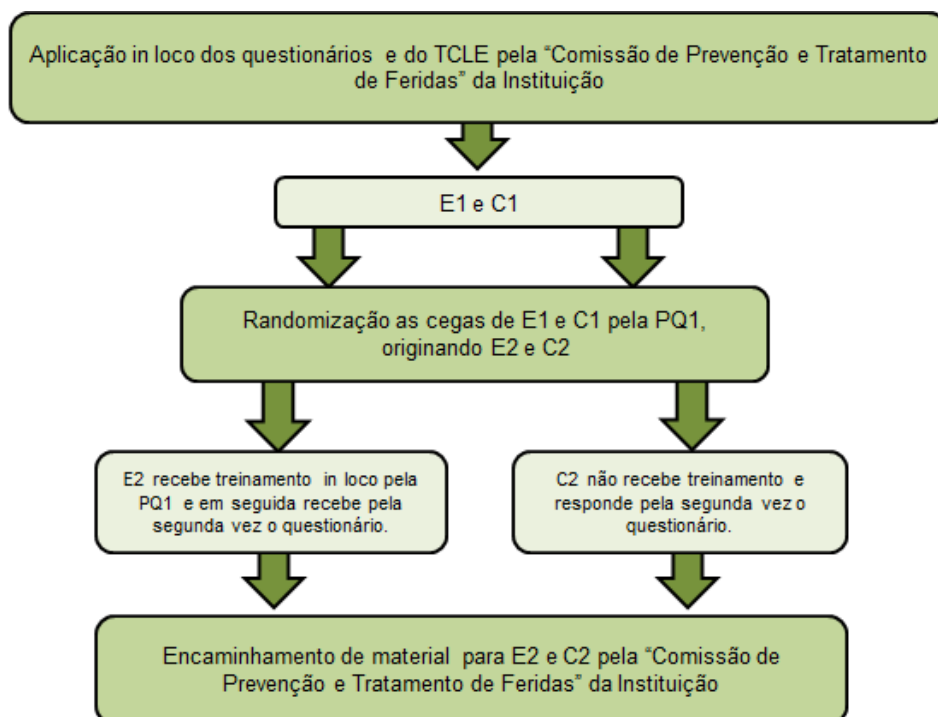 Aplicação in loco dos questionários e do TCLE pela “Comissão de Prevenção e Tratamento
de Feridas” da Instituição
E1 e C1
Randomização as cegas de E1 e C1 pela PQ1,
originando E2 e C2
E2 recebe treinamento in loco pela
PQ1 e em seguida recebe pela
segunda vez o questionário.
C2 não recebe treinamento e
responde pela segunda vez o
questionário.
Encaminhamento de material para E2 e C2 pela “Comissão de
Prevenção e Tratamento de Feridas” da Instituição